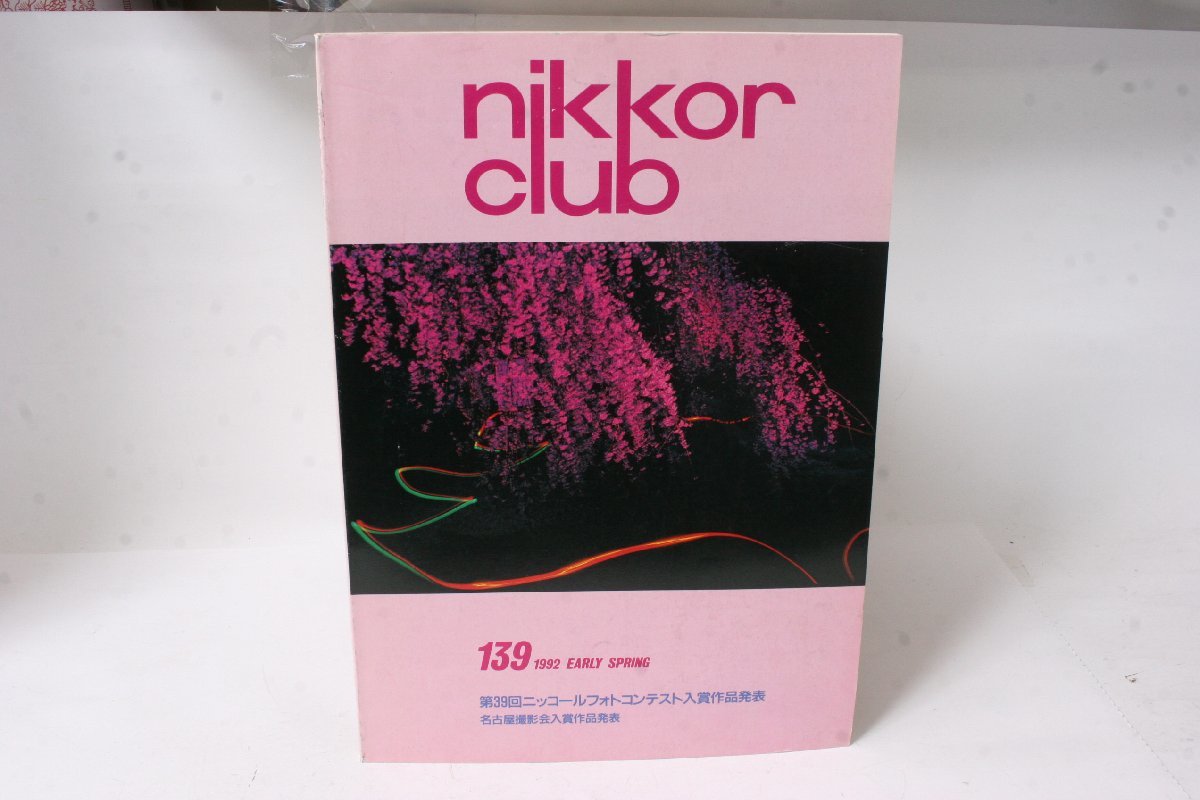 nikkor
club
139 1992 EARLY SPRING
第39回ニッコールフォトコンテスト入賞作品発表
名古屋撮影会入賞作品発表